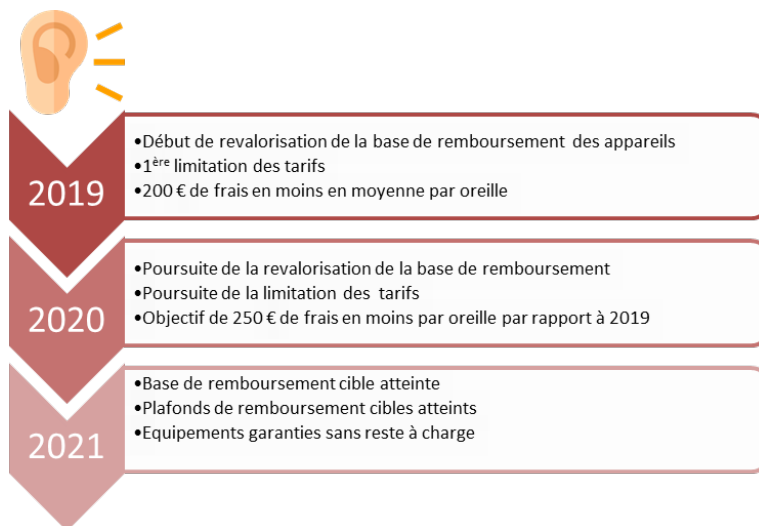 2019
•Début de revalorisation de la base de remboursement des appareils
•1ère limitation des tarifs
•200 € de frais en moins en moyenne par oreille
2020
•Poursuite de la revalorisation de la base de remboursement
•Poursuite de la limitation des tarifs
•Objectif de 250 € de frais en moins par oreille par rapport à 2019
2021
•Base de remboursement cible atteinte
•Plafonds de remboursement cibles atteints
•Equipements garanties sans reste à charge